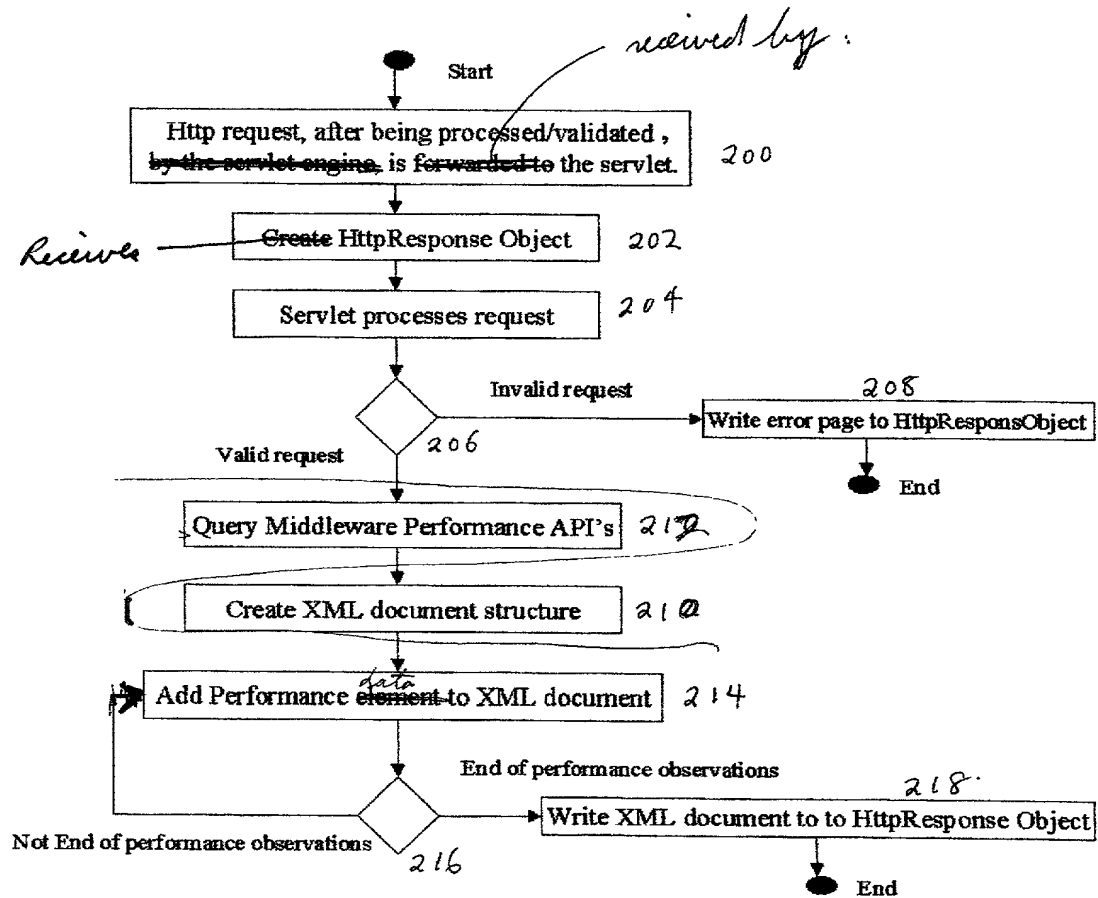 received by:
Start
Http request, after being processed/validated ,
by the servlet engine, is forwarded to the servlet.
200
Receives
Create HttpResponse Object
202
Servlet processes request
204
Invalid request
208
Write error page to HttpResponsObject
206
Valid request
End
Query Middleware Performance API's
212
Create XML document structure
210
data
Add Performance element to XML document
214
End of performance observations
218.
Write XML document to to HttpResponse Object
Not End of performance observations
216
End